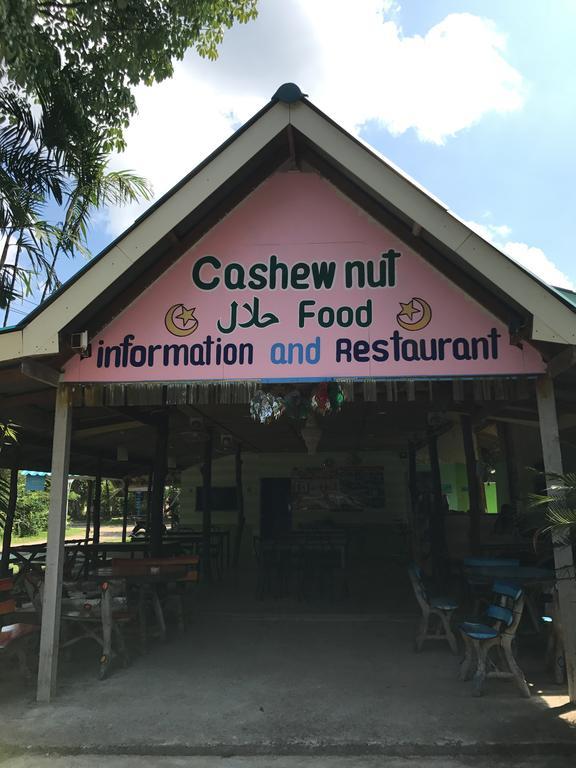 Cashew nut
حلال Food
information and Restaurant